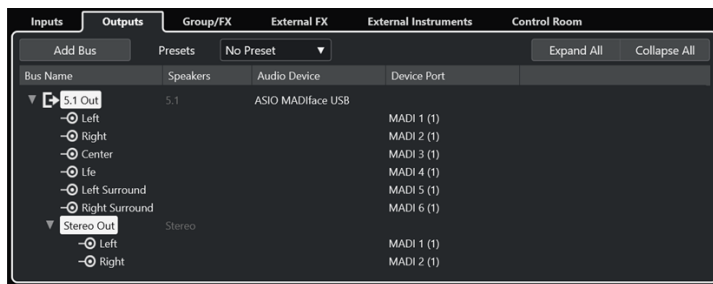 Inputs Outputs Group/FX External FX External Instruments Control Room
Add Bus Presets No Preset Expand All Collapse All
Bus Name Speakers Audio Device Device Port
5.1 Out 5.1 ASIO MADIface USB
Left MADI 1 (1)
Right MADI 2 (1)
Center MADI 3 (1)
Lfe MADI 4 (1)
Left Surround MADI 5 (1)
Right Surround MADI 6 (1)
Stereo Out Stereo
Left MADI 1 (1)
Right MADI 2 (1)